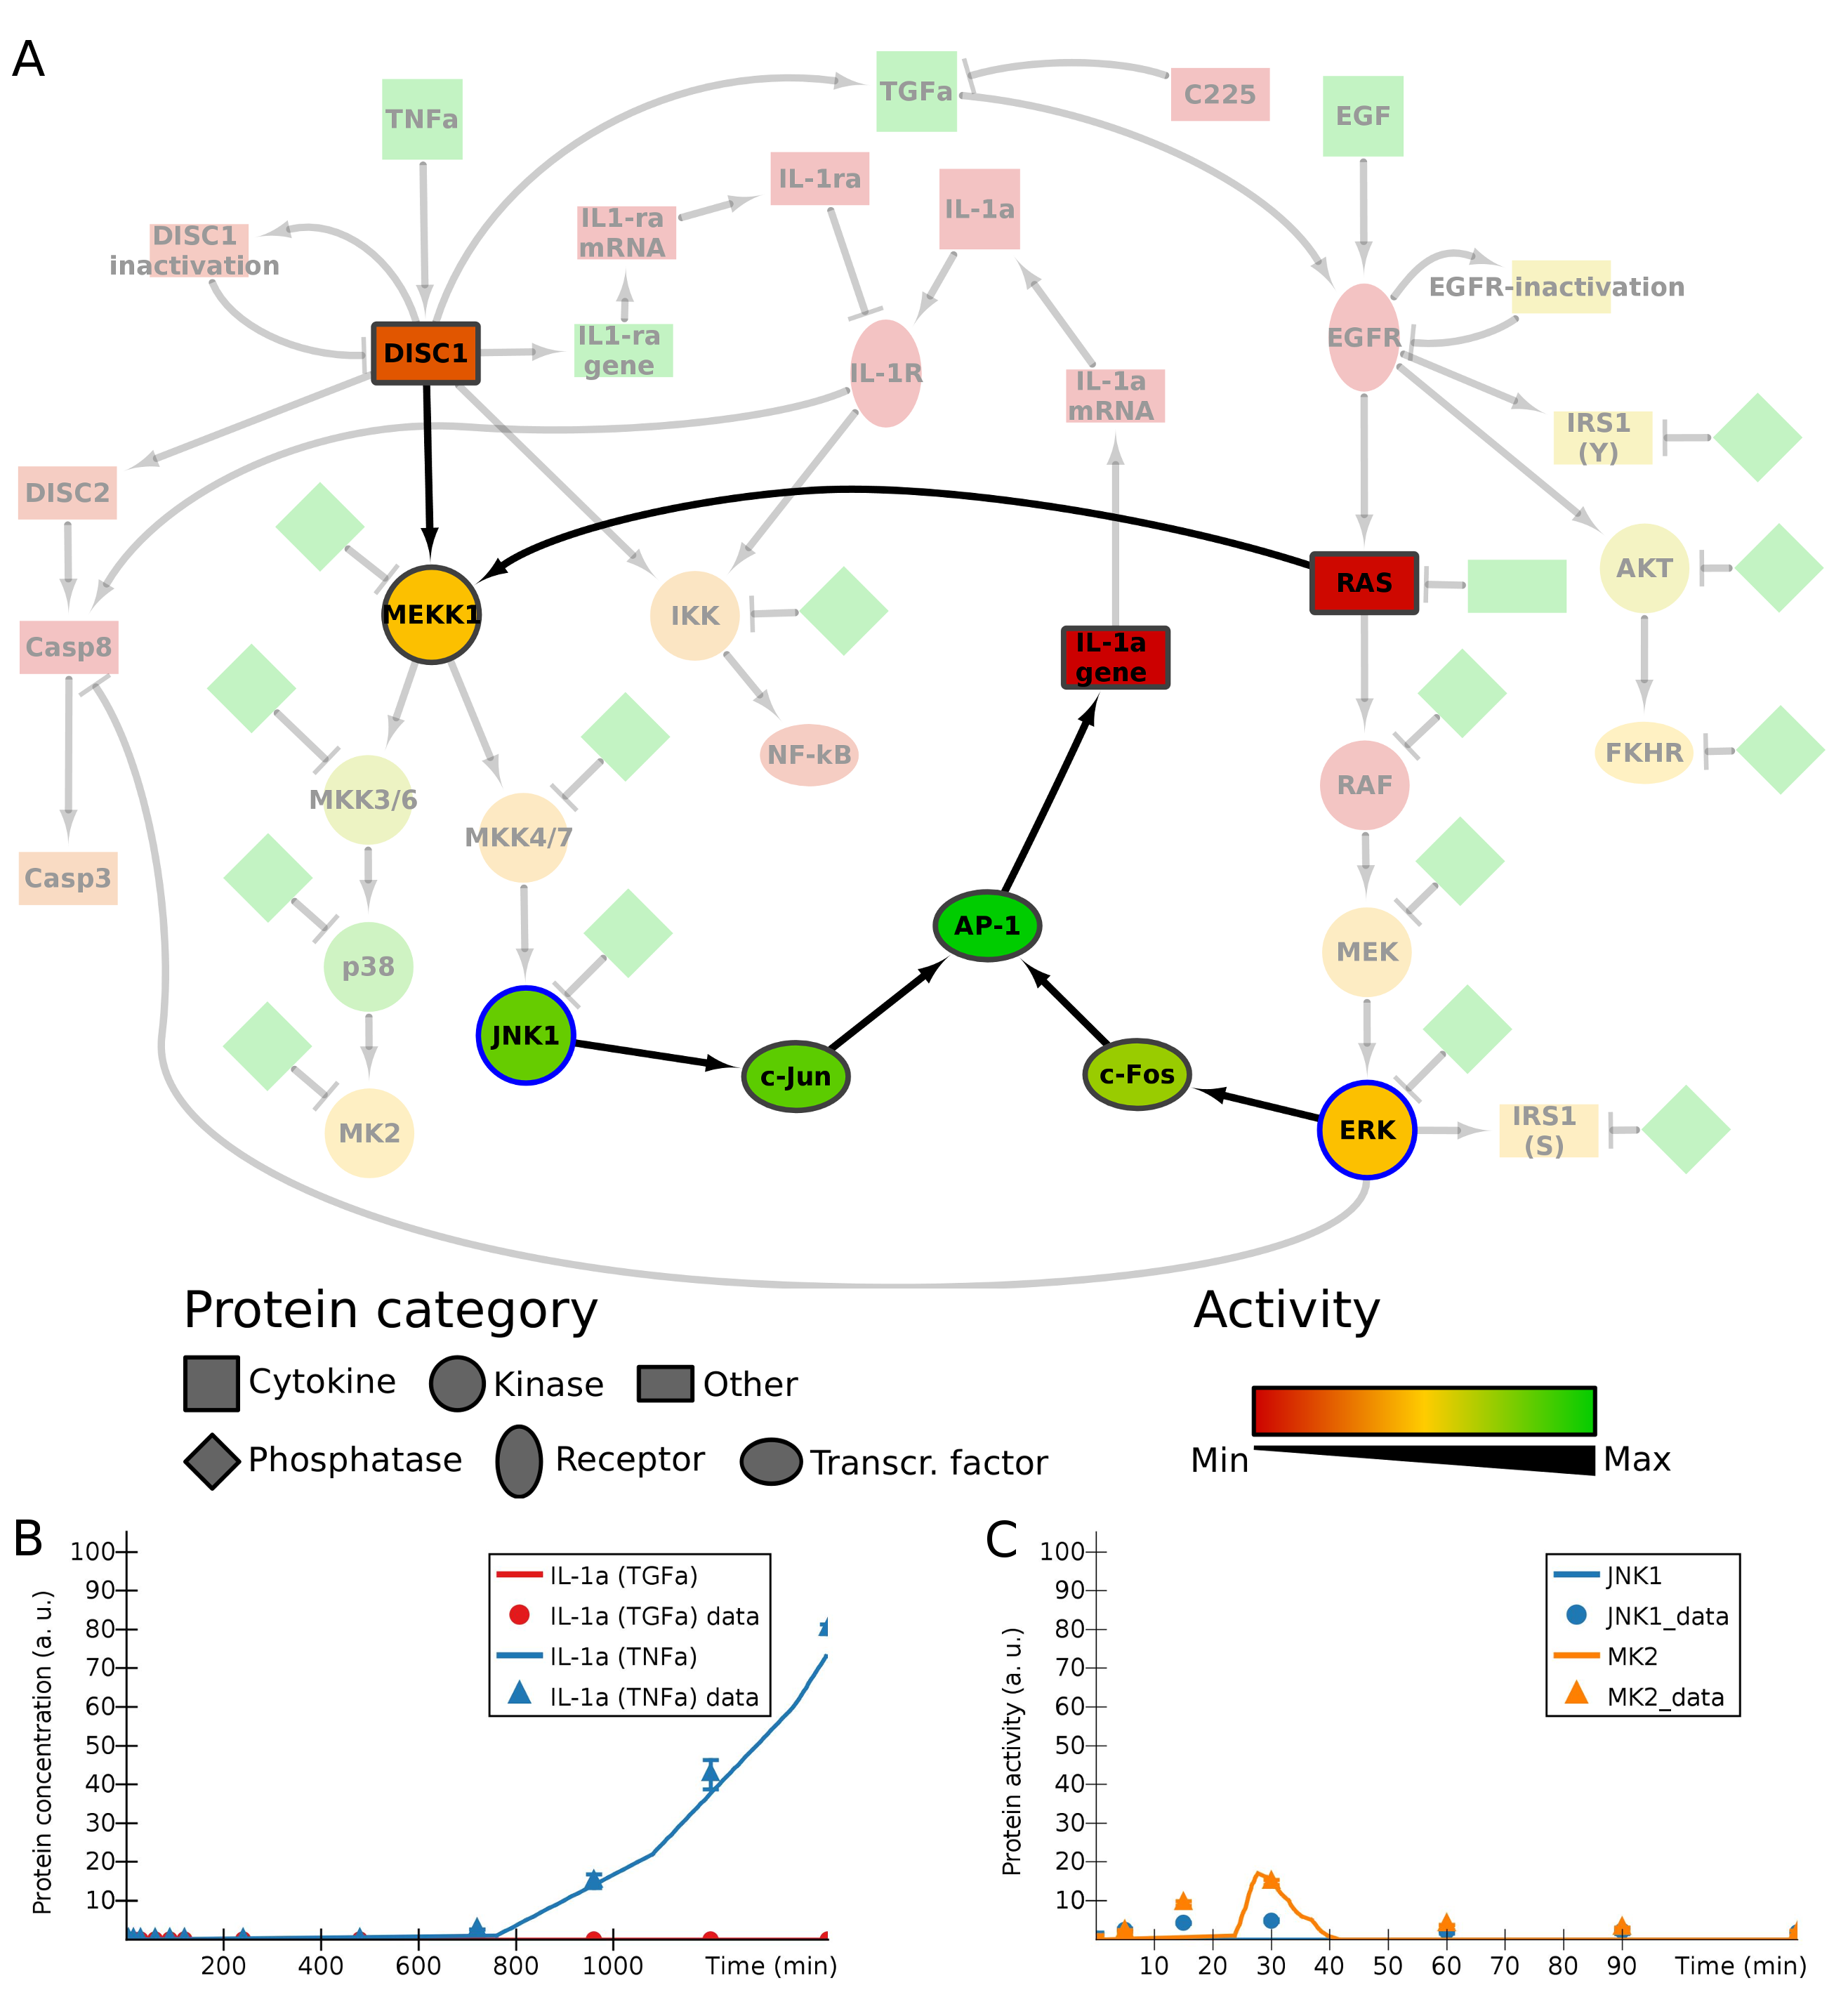 A
TNFa
TGFa
C225
EGF
IL-1ra
IL-1a
IL1-ra
mRNA
DISC1
inactivation
EGFR-inactivation
DISC1
IL1-ra
gene
IL-1R
EGFR
IL-1a
mRNA
IRS1
(Y)
DISC2
AKT
RAS
MEKK1
IKK
Casp8
IL-1a
gene
NF-kB
FKHR
RAF
MKK3/6
MKK4/7
Casp3
AP-1
MEK
p38
JNK1
c-Jun
c-Fos
MK2
ERK
IRS1
(S)
Protein category
Activity
Cytokine
Kinase
Other
Phosphatase
Receptor
Transcr. factor
Min
Max
B
Protein concentration (a. u.)
100
90
80
70
60
50
40
30
20
10
IL-1a (TGFa)
IL-1a (TGFa) data
IL-1a (TNFa)
IL-1a (TNFa) data
200 400 600 800 1000 Time (min)
C
Protein activity (a. u.)
100
90
80
70
60
50
40
30
20
10
JNK1
JNK1_data
MK2
MK2_data
10 20 30 40 50 60 70 80 90 Time (min)